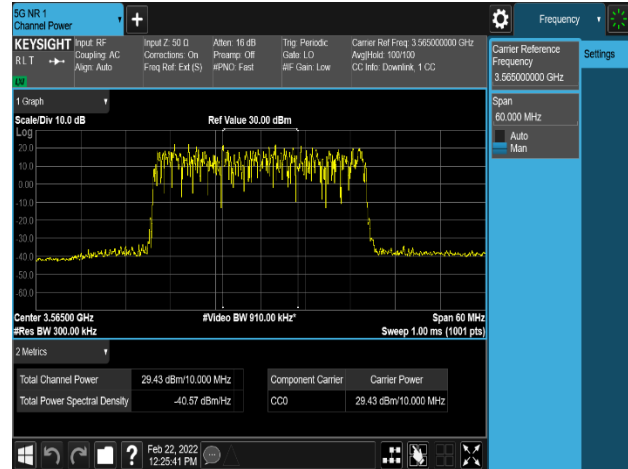 5G NR 1
Channel Power
Frequency
KEYSIGHT
R L T
LXI
Input: RF
Coupling: AC
Align: Auto
Input Z: 50 Ω
Corrections: On
Freq Ref: Ext (S)
Atten: 16 dB
Preamp: Off
#PNO: Fast
Trig: Periodic
Gate: LO
#IF Gain: Low
Carrier Ref Freq: 3.565000000 GHz
Avg|Hold: 100/100
CC Info: Downlink, 1 CC
Carrier Reference
Frequency
3.565000000 GHz
Settings
Span
60.000 MHz
Auto
Man
1 Graph
Scale/Div 10.0 dB
Ref Value 30.00 dBm
Log
20.0
10.0
0.00
-10.0
-20.0
-30.0
-40.0
-50.0
-60.0
Center 3.56500 GHz
#Video BW 910.00 kHz*
Span 60 MHz
#Res BW 300.00 kHz
Sweep 1.00 ms (1001 pts)
2 Metrics
Total Channel Power 29.43 dBm/10.000 MHz
Total Power Spectral Density -40.57 dBm/Hz
Component Carrier Carrier Power
CC0 29.43 dBm/10.000 MHz
?
Feb 22, 2022
12:25:41 PM